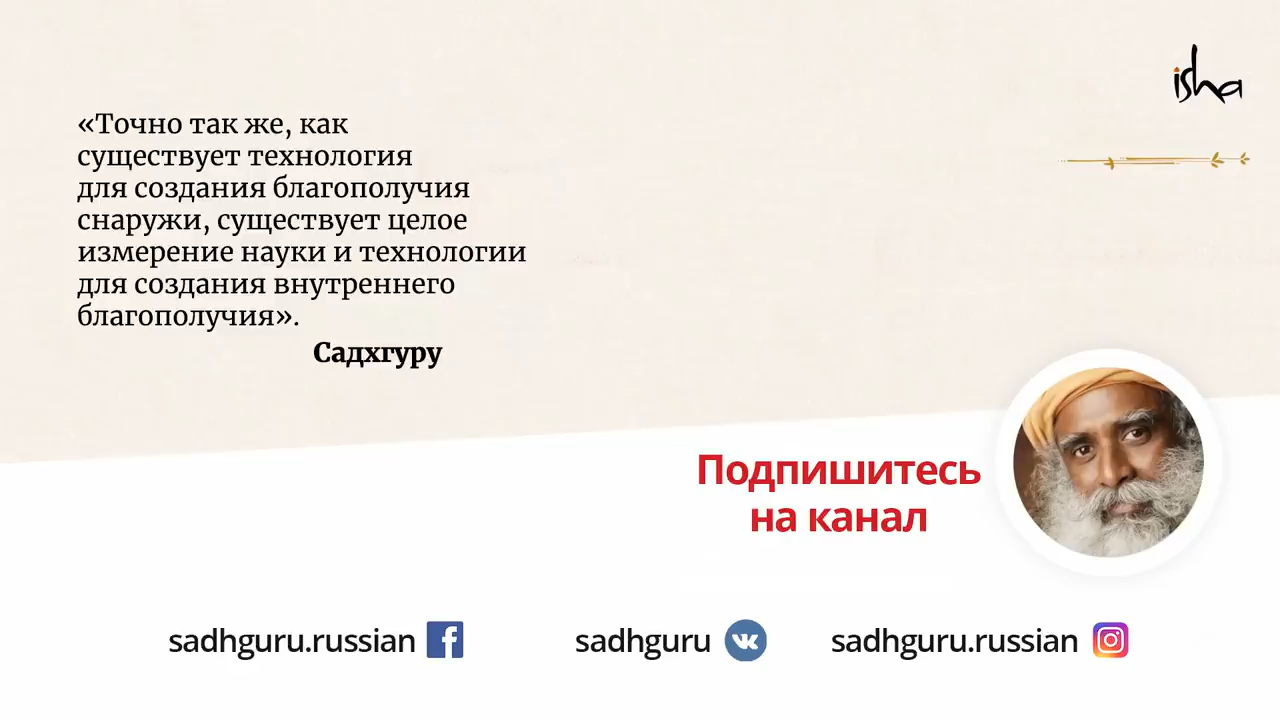 isha
«Точно так же, как
существует технология
для создания благополучия
снаружи, существует целое
измерение науки и технологии
для создания внутреннего
благополучия».
Садхгуру
Подпишитесь
на канал
sadhguru.russian f
sadhguru VK
sadhguru.russian